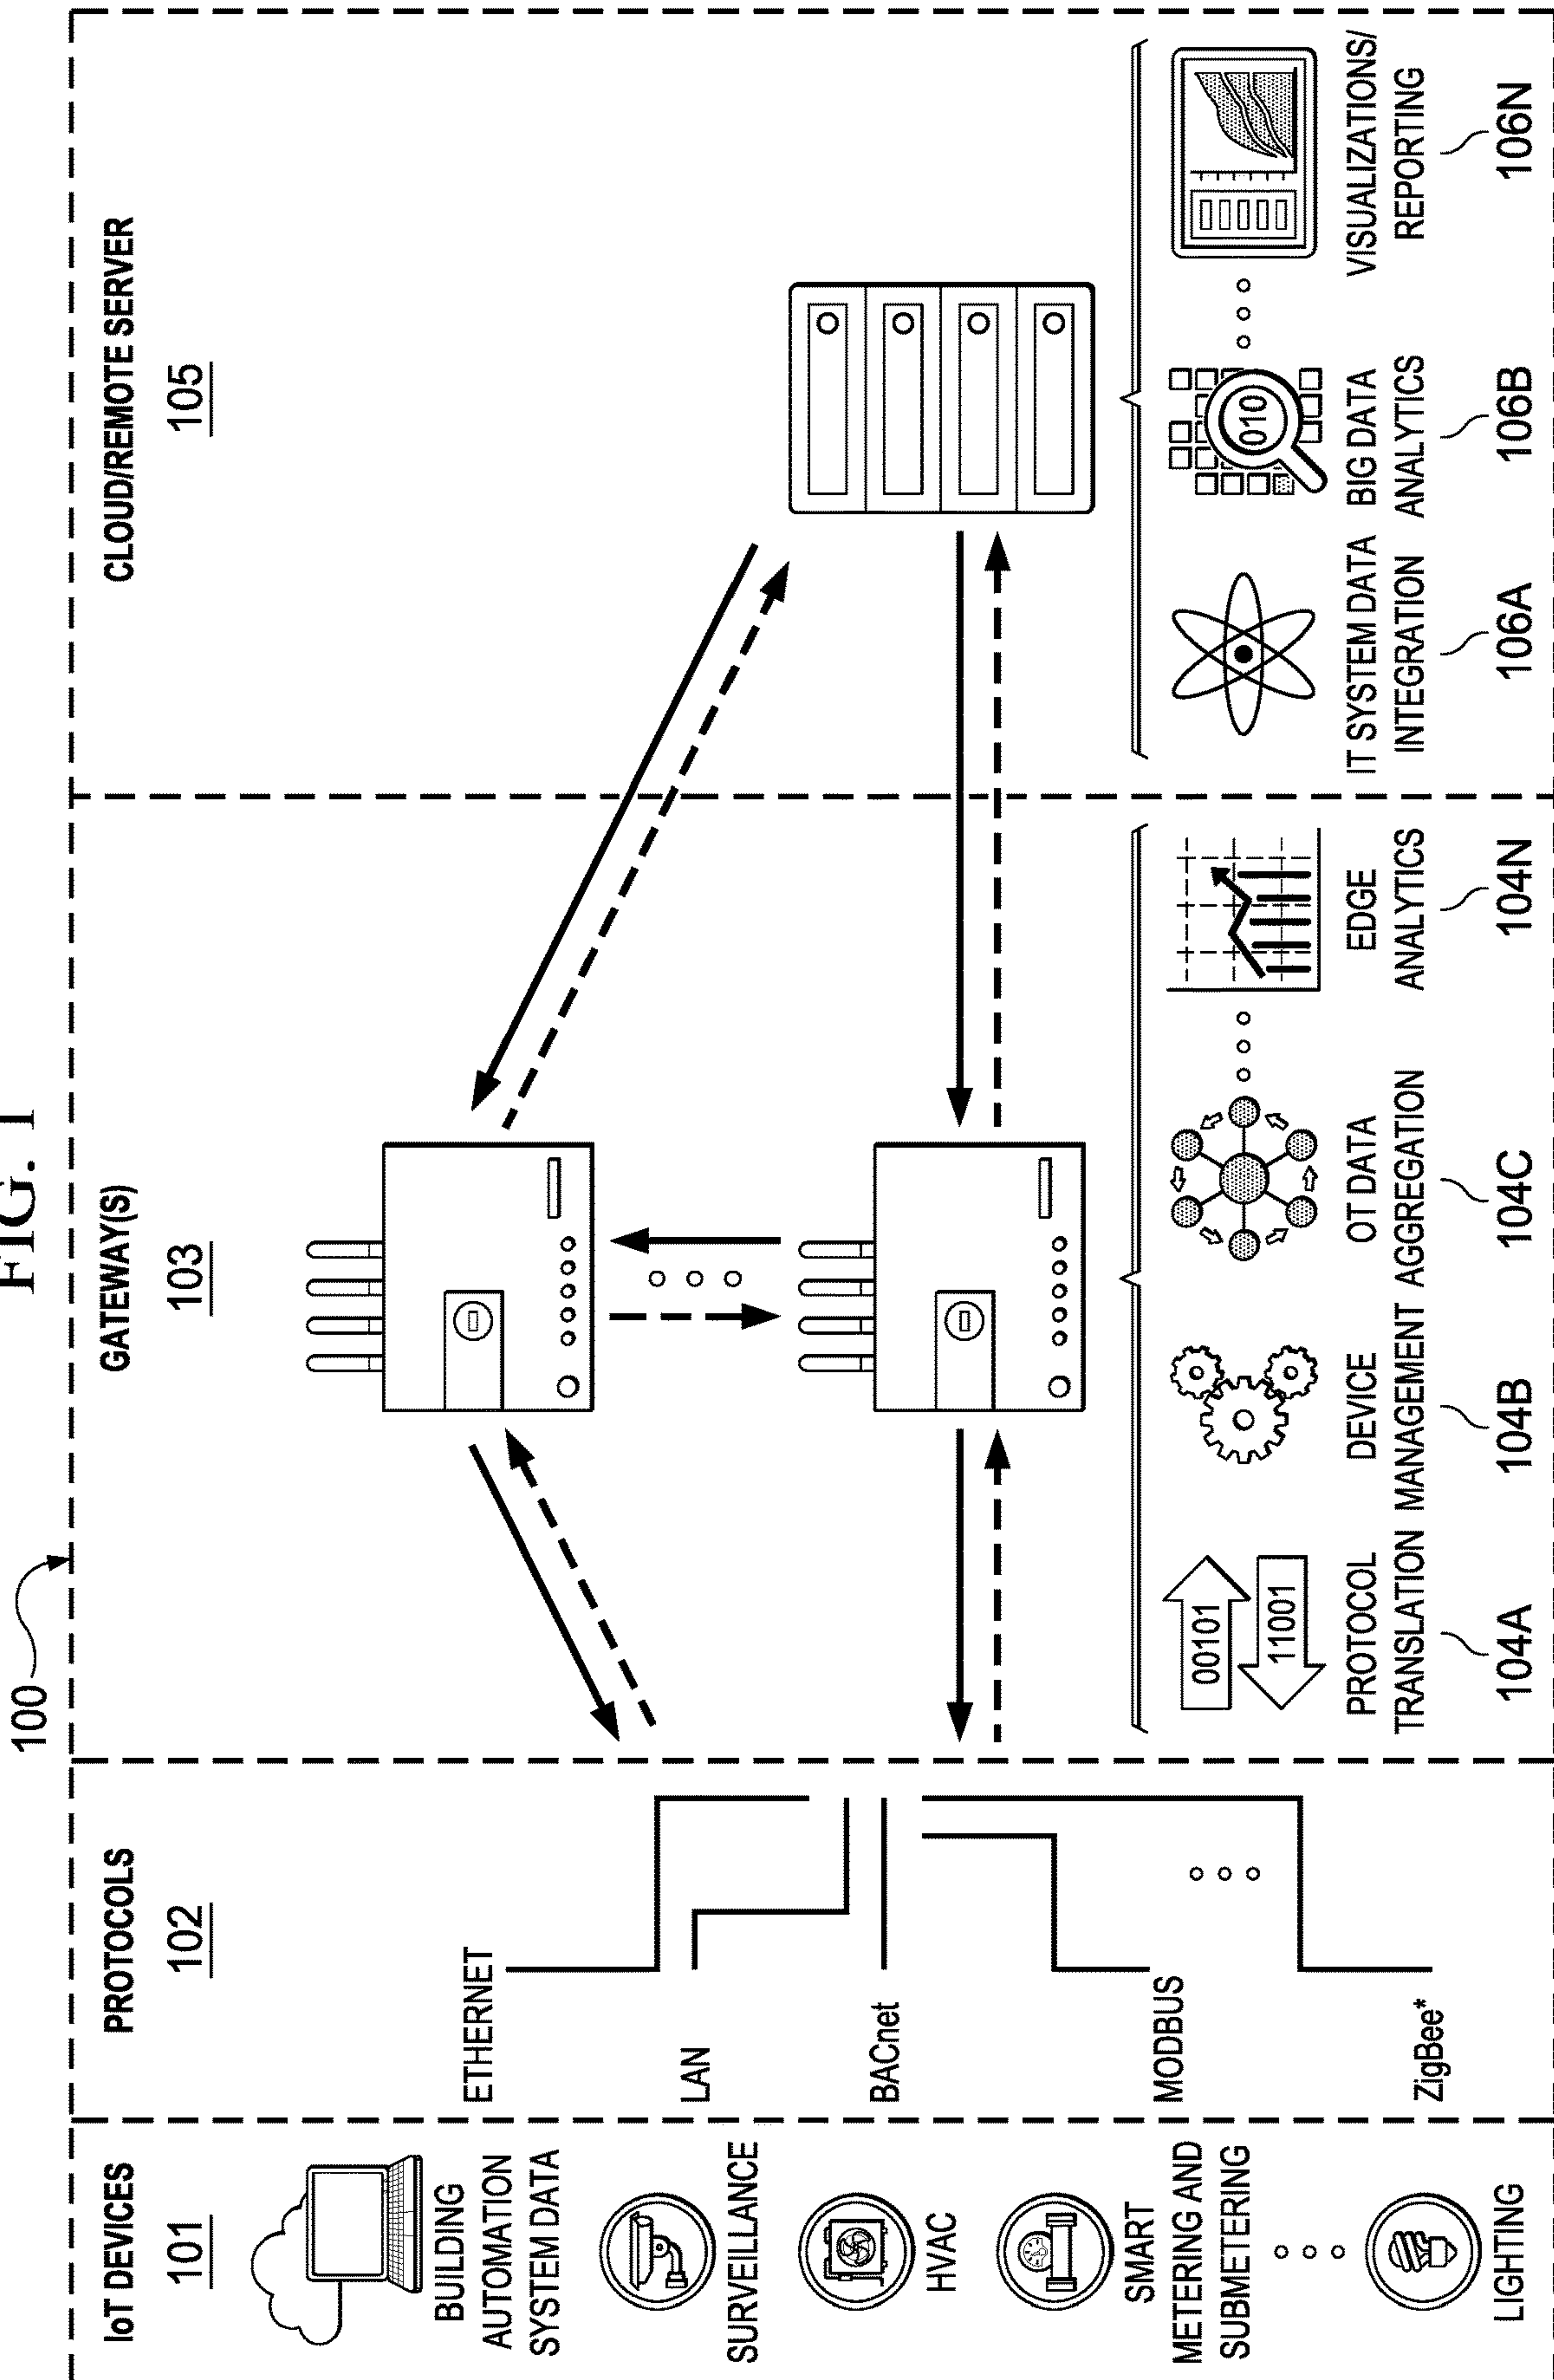 FIG. 1
100
IoT DEVICES
101
BUILDING
AUTOMATION
SYSTEM DATA
SURVEILLANCE
HVAC
SMART
METERING AND
SUBMETERING
LIGHTING
PROTOCOLS
102
ETHERNET
LAN
BACnet
MODBUS
ZigBee*
GATEWAY(S)
103
00101
11001
PROTOCOL
TRANSLATION
104A
DEVICE
MANAGEMENT
104B
OT DATA
AGGREGATION
104C
EDGE
ANALYTICS
104N
CLOUD/REMOTE SERVER
105
IT SYSTEM DATA
INTEGRATION
106A
010
BIG DATA
ANALYTICS
106B
VISUALIZATIONS/
REPORTING
106N